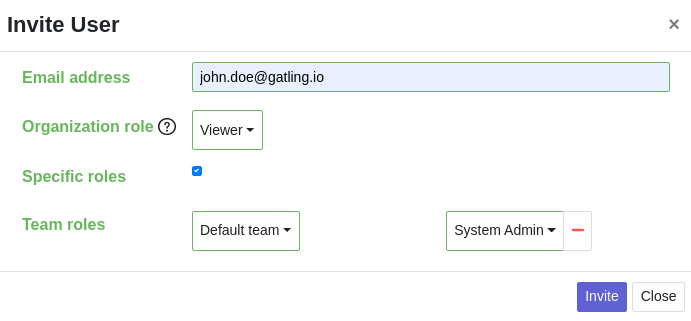 Invite User ×
Email address john.doe@gatling.io
Organization role ? Viewer
Specific roles
Team roles Default team System Admin
Invite Close